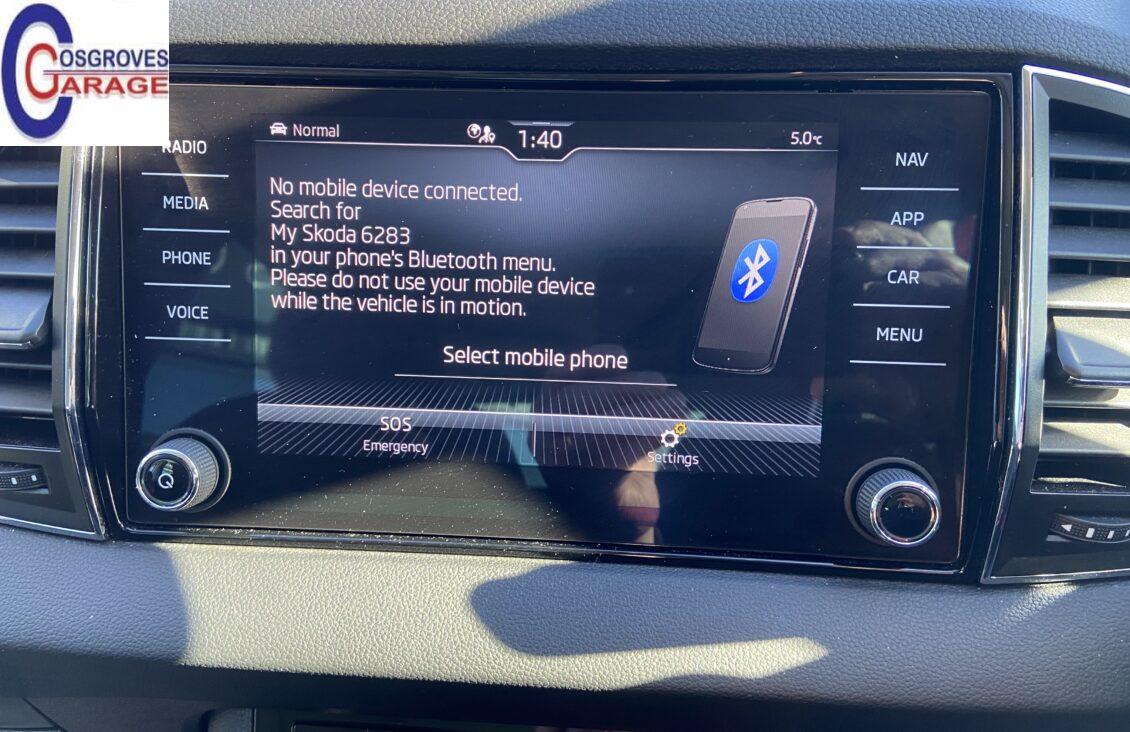 COSGROVES
GARAGE
RADIO
MEDIA
PHONE
VOICE
Normal
1:40
5.0°C
No mobile device connected.
Search for
My Skoda 6283
in your phone's Bluetooth menu.
Please do not use your mobile device
while the vehicle is in motion.
Select mobile phone
SOS
Emergency
Settings
NAV
APP
CAR
MENU